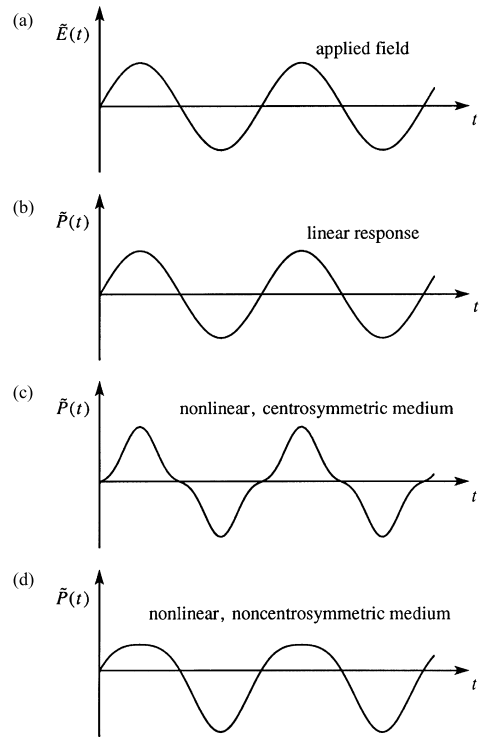 (a)
Ẽ(t)
applied field
t
(b)
P̃(t)
linear response
t
(c)
P̃(t)
nonlinear, centrosymmetric medium
t
(d)
P̃(t)
nonlinear, noncentrosymmetric medium
t